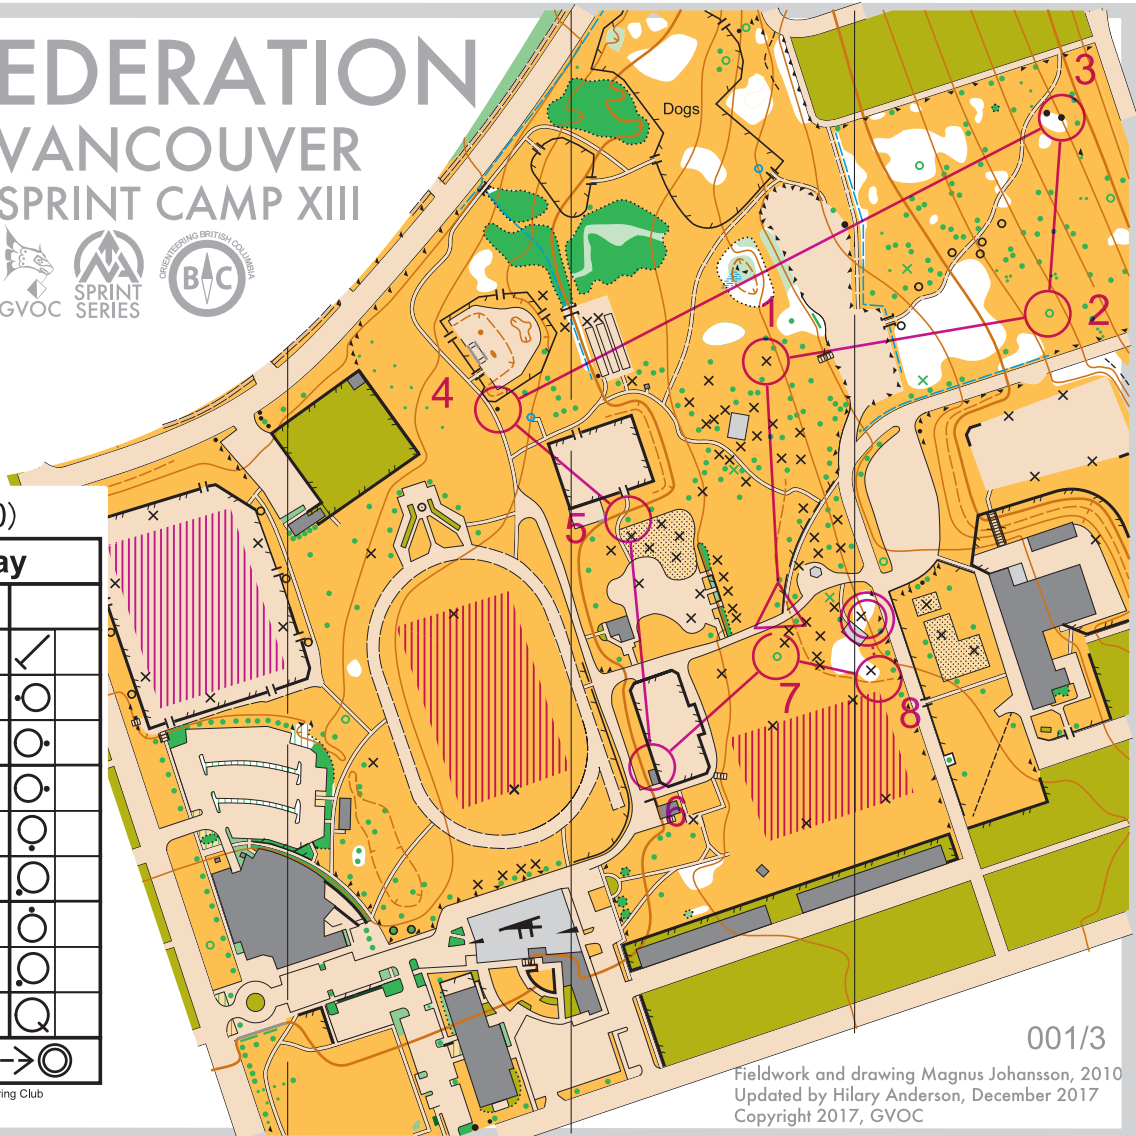 EDERATION
VANCOUVER
SPRINT CAMP XIII
GVOC
SPRINT
SERIES
ORIENTEERING BRITISH COLUMBIA
B C
Dogs
3
2
1
4
5
0)
ay
7
8
6
ring Club
001/3
Fieldwork and drawing Magnus Johansson, 2010
Updated by Hilary Anderson, December 2017
Copyright 2017, GVOC